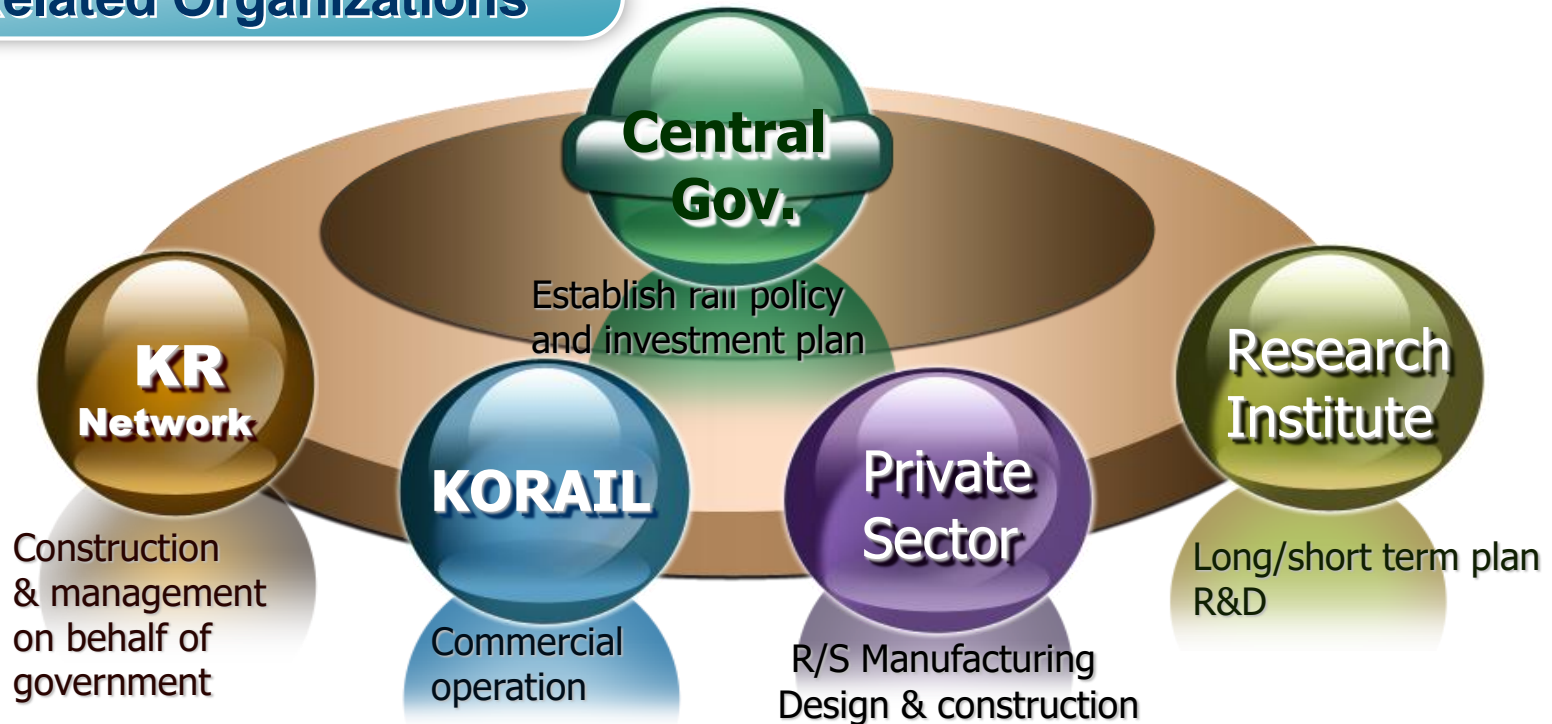 Related Organizations
Central
Gov.
Establish rail policy
and investment plan
KR
Network
Construction
& management
on behalf of
government
KORAIL
Commercial
operation
Private
Sector
R/S Manufacturing
Design & construction
Research
Institute
Long/short term plan
R&D